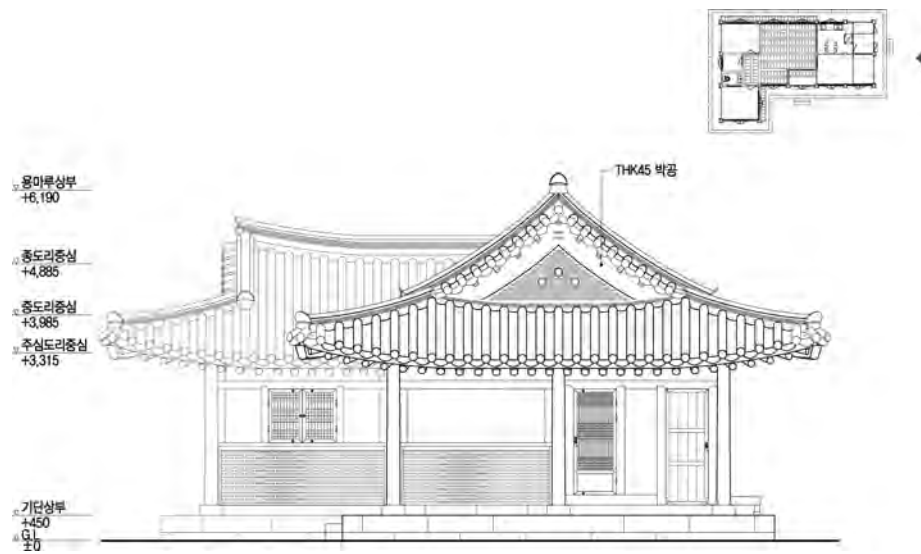 THK45 박공
용마루상부
+6,190
종도리중심
+4,885
중도리중심
+3,985
주심도리중심
+3,315
기단상부
+450
G.L
±0